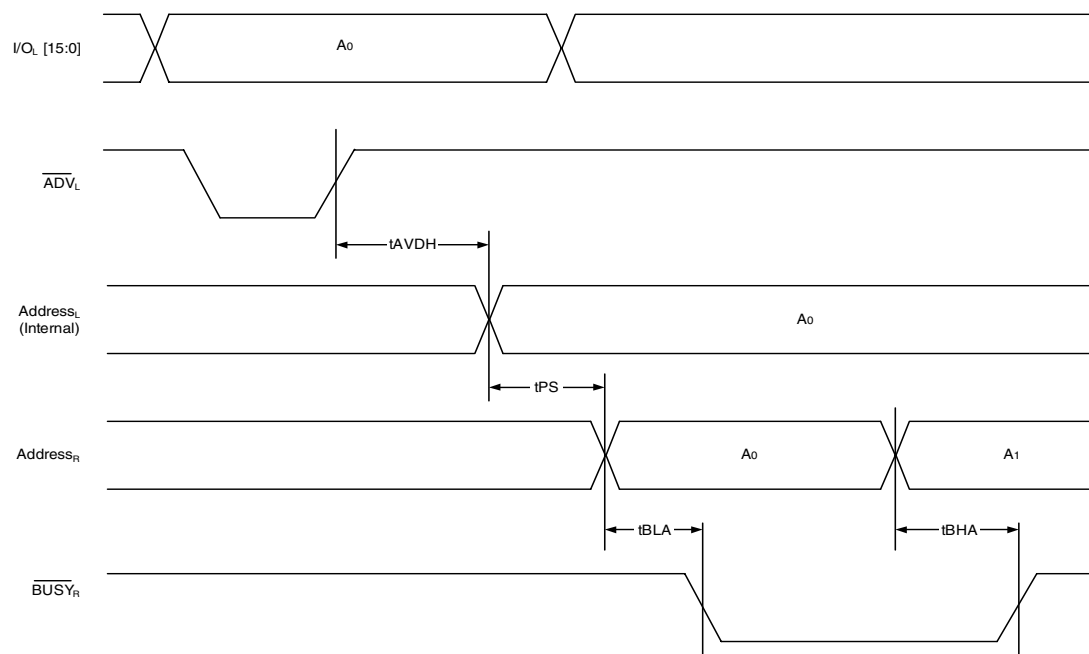 I/OL [15:0]
A0
ADVL
tAVDH
AddressL
(Internal)
A0
tPS
AddressR
A0
A1
tBLA
tBHA
BUSYR